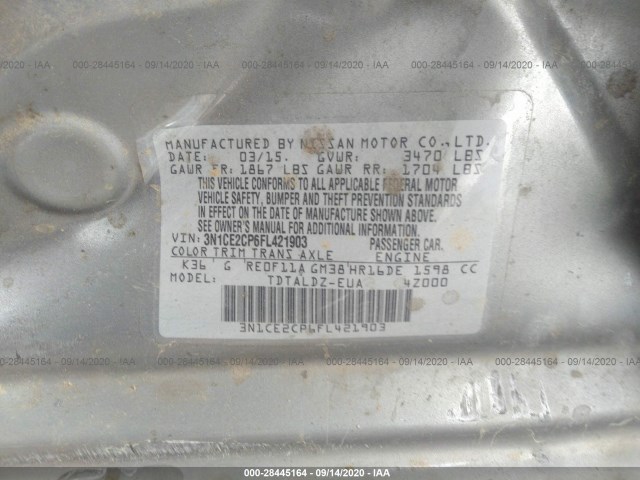 000-28445164 - 09/14/2020 - IAA
MANUFACTURED BY NISSAN MOTOR CO., LTD.
DATE: 03/15. GVWR: 3470 LBS
GAWR FR: 1867 LBS GAWR RR: 1704 LBS
THIS VEHICLE CONFORMS TO ALL APPLICABLE FEDERAL MOTOR
VEHICLE SAFETY, BUMPER AND THEFT PREVENTION STANDARDS
IN EFFECT ON THE DATE OF MANUFACTURE SHOWN ABOVE.
SEE OWNER'S MANUAL FOR ADDITIONAL INFORMATION.
VIN: 3N1CE2CP6FL421903 PASSENGER CAR.
COLOR TRIM TRANS AXLE ENGINE
K36 G RE0F11A GM38 HR16DE 1598 CC
MODEL: TDTALDZ-EUA 4Z000
3N1CE2CP6FL421903
000-28445164 - 09/14/2020 - IAA